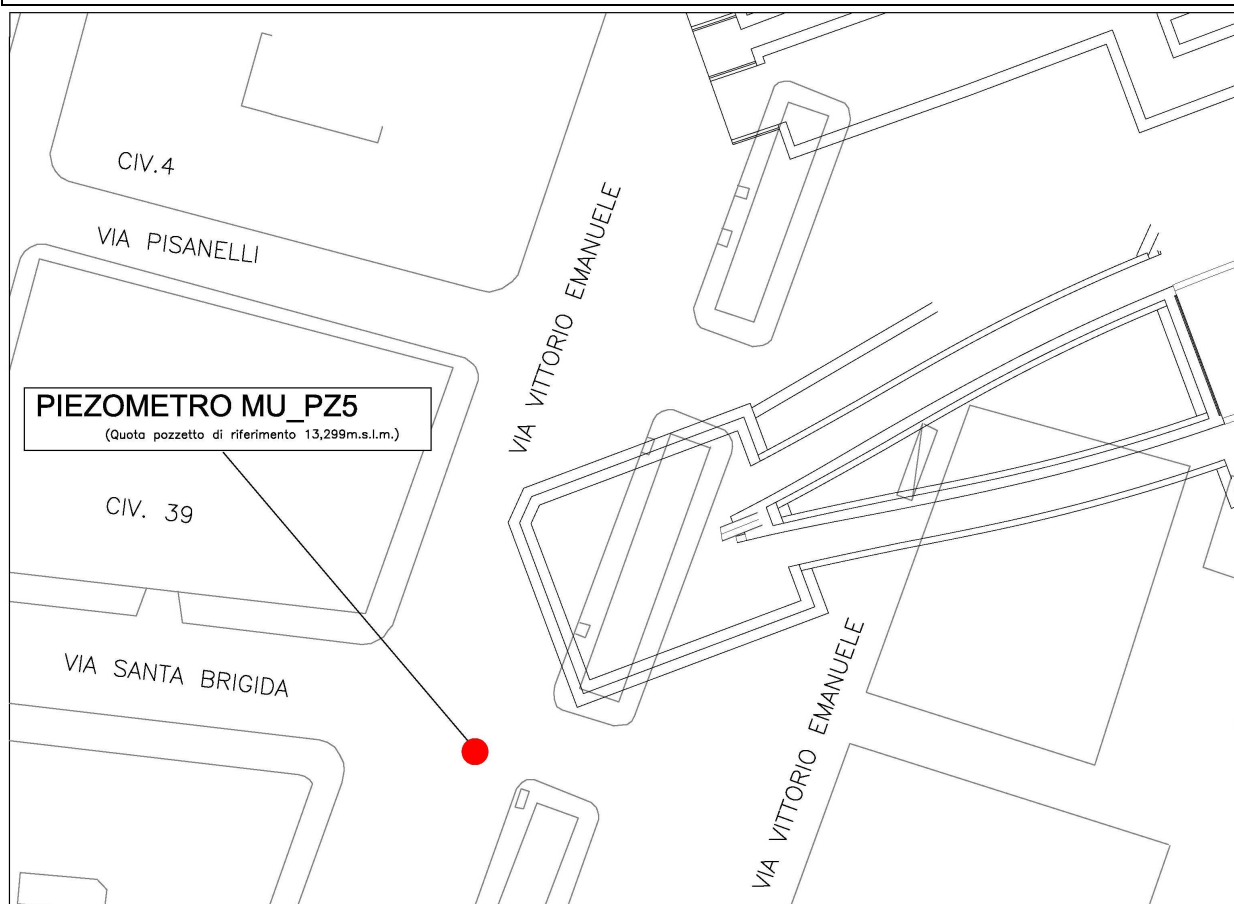 CIV.4
VIA PISANELLI
VIA VITTORIO EMANUELE
PIEZOMETRO MU_PZ5
(Quota pozzetto di riferimento 13,299m.s.l.m.)
CIV. 39
VIA SANTA BRIGIDA
VIA VITTORIO EMANUELE